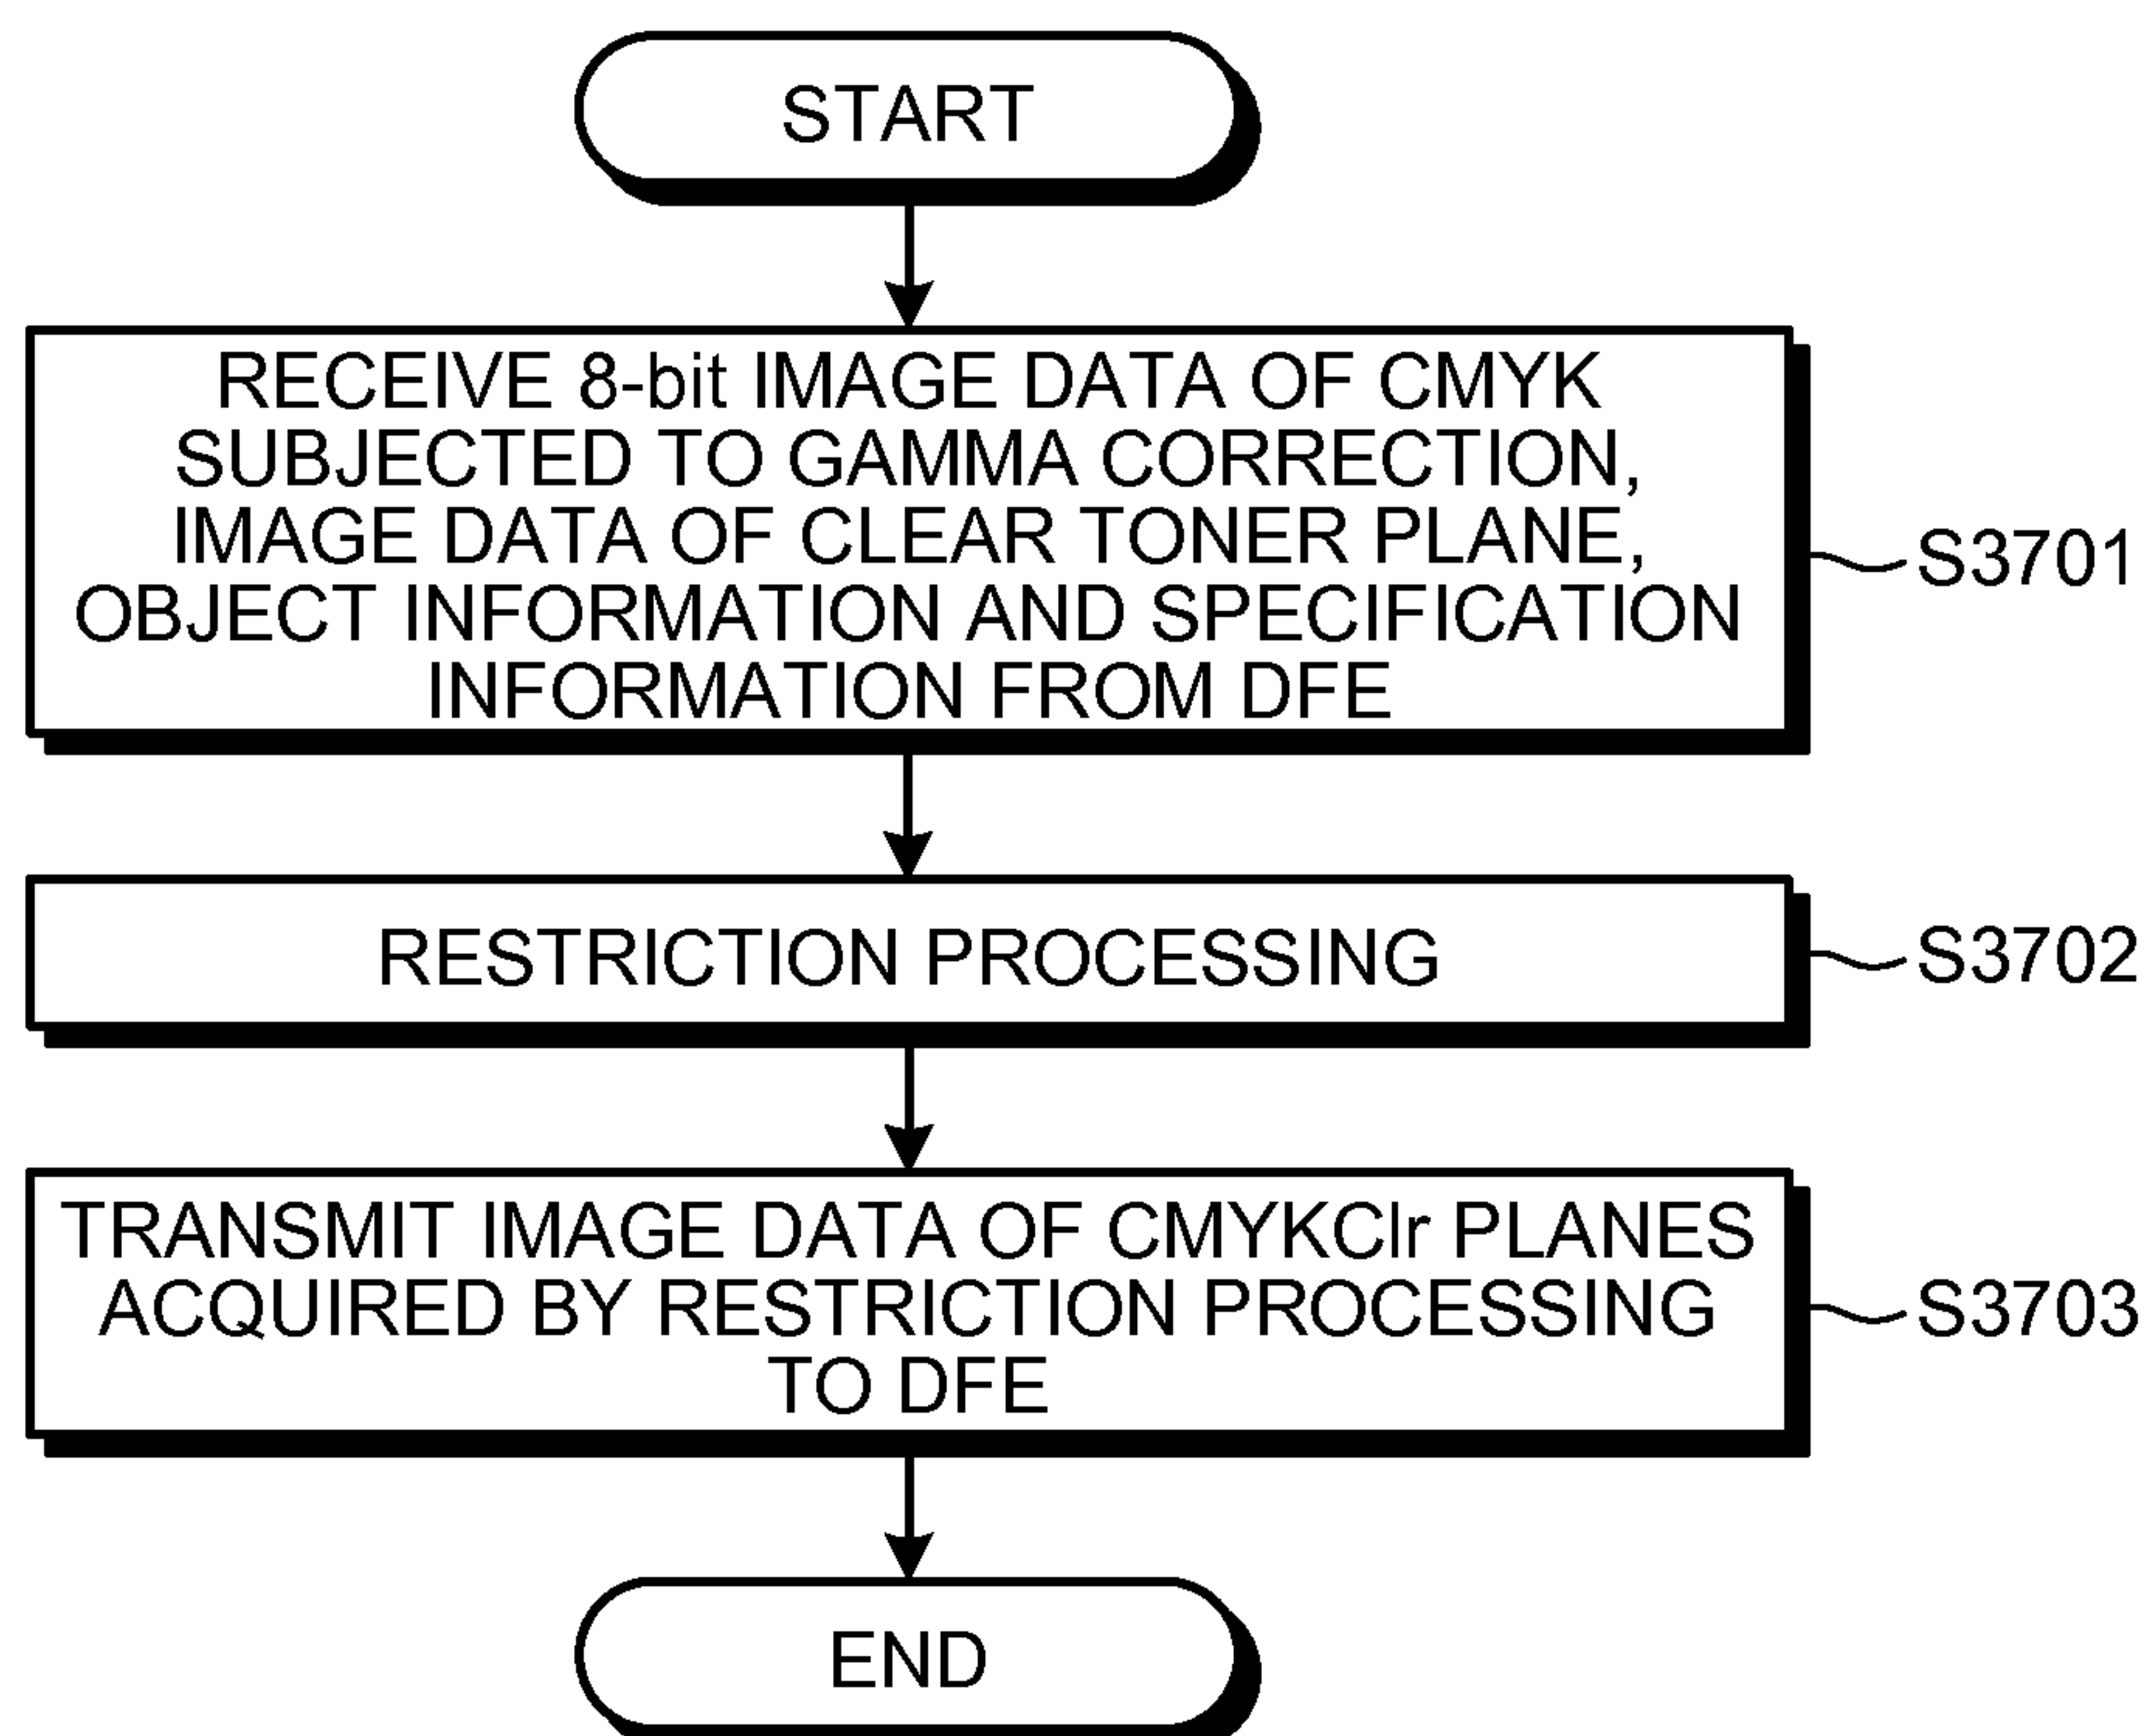 START
RECEIVE 8-bit IMAGE DATA OF CMYK
SUBJECTED TO GAMMA CORRECTION,
IMAGE DATA OF CLEAR TONER PLANE,
OBJECT INFORMATION AND SPECIFICATION
INFORMATION FROM DFE
S3701
RESTRICTION PROCESSING
S3702
TRANSMIT IMAGE DATA OF CMYKClr PLANES
ACQUIRED BY RESTRICTION PROCESSING
TO DFE
S3703
END